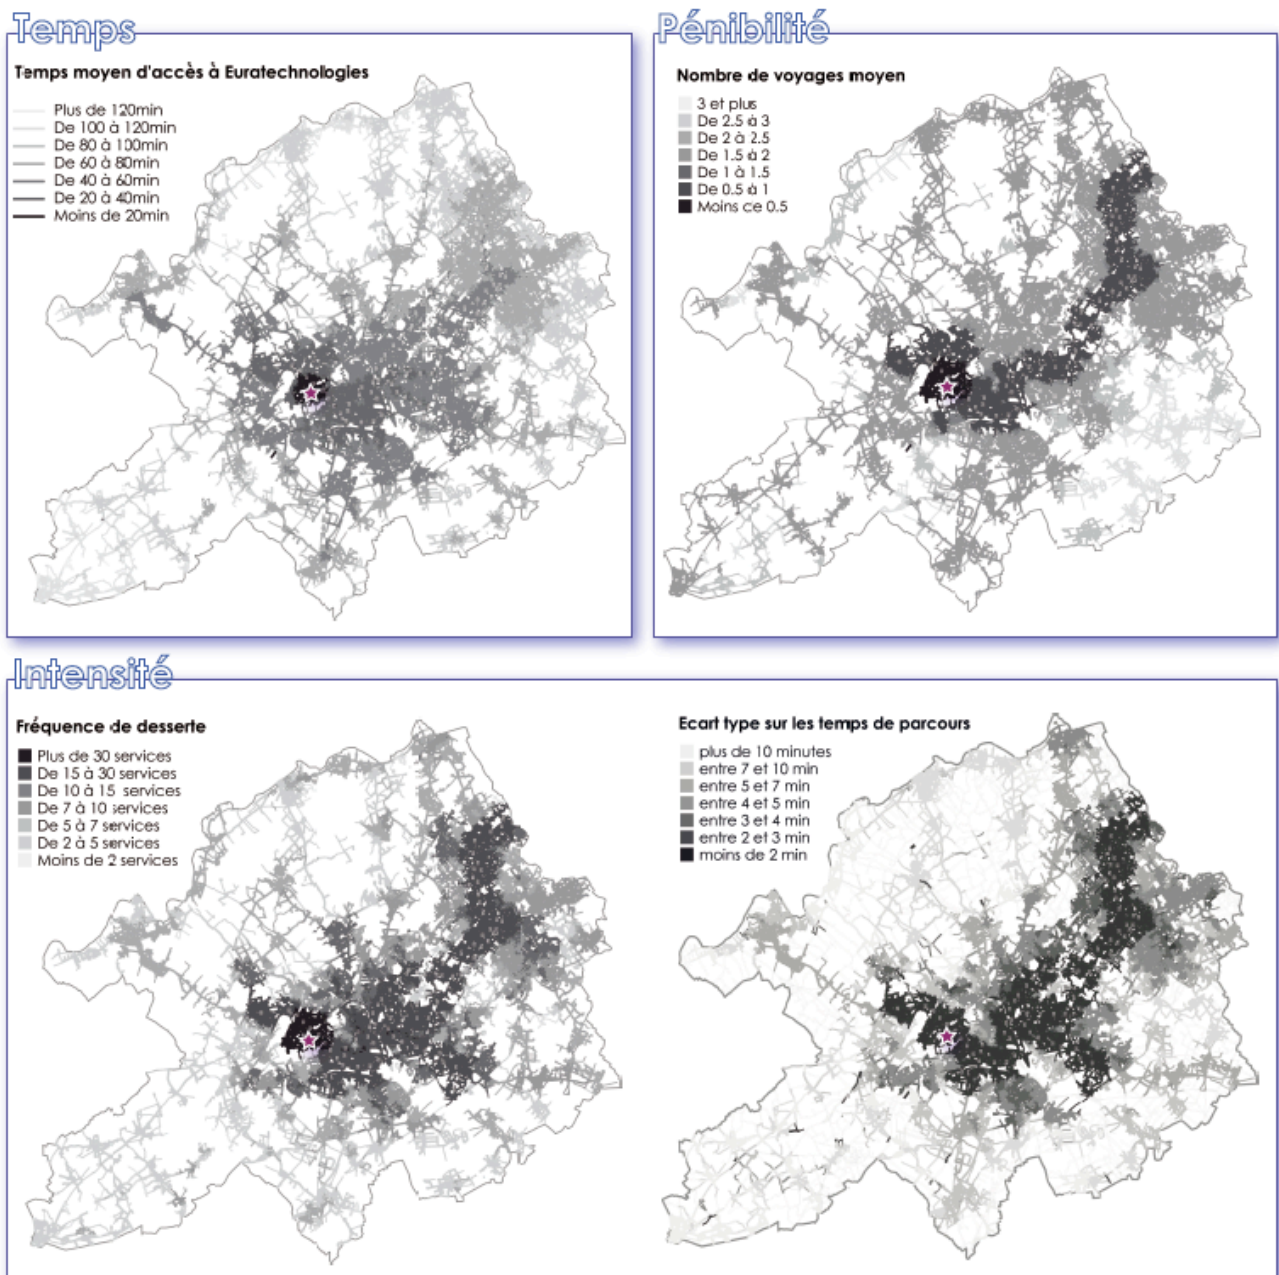 Temps
Temps moyen d'accès à Euratechnologies
Plus de 120min
De 100 à 120min
De 80 à 100min
De 60 à 80min
De 40 à 60min
De 20 à 40min
Moins de 20min
Pénibilité
Nombre de voyages moyen
3 et plus
De 2.5 à 3
De 2 à 2.5
De 1.5 à 2
De 1 à 1.5
De 0.5 à 1
Moins ce 0.5
Intensité
Fréquence de desserte
Plus de 30 services
De 15 à 30 services
De 10 à 15 services
De 7 à 10 services
De 5 à 7 services
De 2 à 5 services
Moins de 2 services
Ecart type sur les temps de parcours
plus de 10 minutes
entre 7 et 10 min
entre 5 et 7 min
entre 4 et 5 min
entre 3 et 4 min
entre 2 et 3 min
moins de 2 min